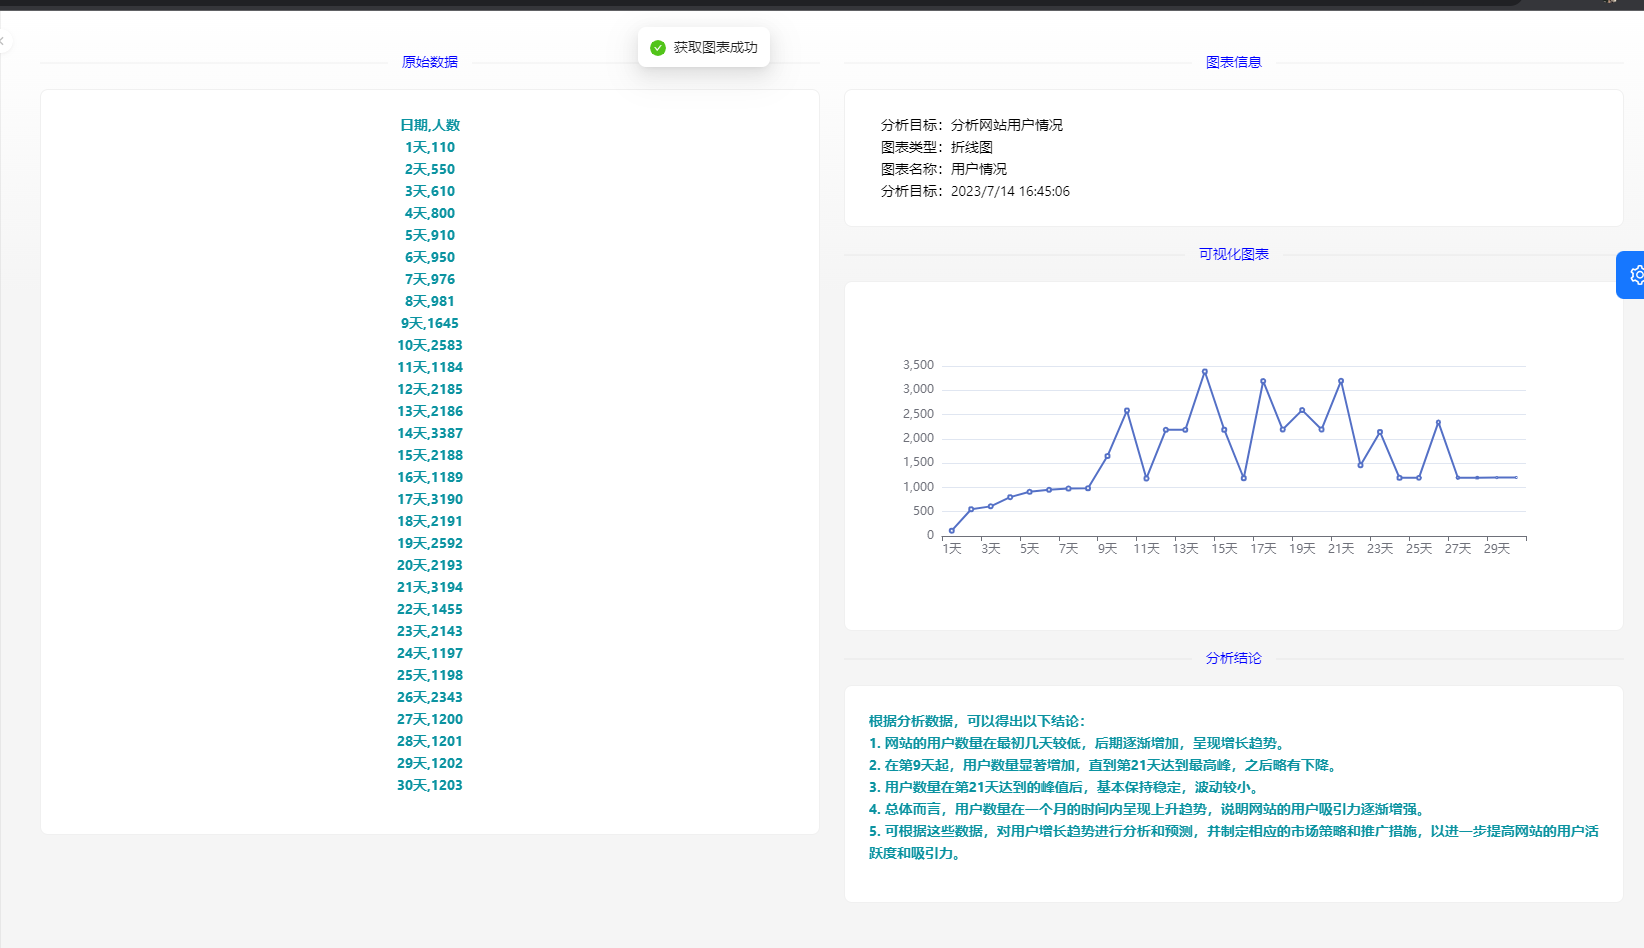 获取图表成功
原始数据
日期,人数
1天,110
2天,550
3天,610
4天,800
5天,910
6天,950
7天,976
8天,981
9天,1645
10天,2583
11天,1184
12天,2185
13天,2186
14天,3387
15天,2188
16天,1189
17天,3190
18天,2191
19天,2592
20天,2193
21天,3194
22天,1455
23天,2143
24天,1197
25天,1198
26天,2343
27天,1200
28天,1201
29天,1202
30天,1203
图表信息
分析目标：分析网站用户情况
图表类型：折线图
图表名称：用户情况
分析目标：2023/7/14 16:45:06
可视化图表
3,500
3,000
2,500
2,000
1,500
1,000
500
0
1天 3天 5天 7天 9天 11天 13天 15天 17天 19天 21天 23天 25天 27天 29天
分析结论
根据分析数据，可以得出以下结论：
1. 网站的用户数量在最初几天较低，后期逐渐增加，呈现增长趋势。
2. 在第9天起，用户数量显著增加，直到第21天达到最高峰，之后略有下降。
3. 用户数量在第21天达到的峰值后，基本保持稳定，波动较小。
4. 总体而言，用户数量在一个月的时间内呈现上升趋势，说明网站的用户吸引力逐渐增强。
5. 可根据这些数据，对用户增长趋势进行分析和预测，并制定相应的市场策略和推广措施，以进一步提高网站的用户活
跃度和吸引力。